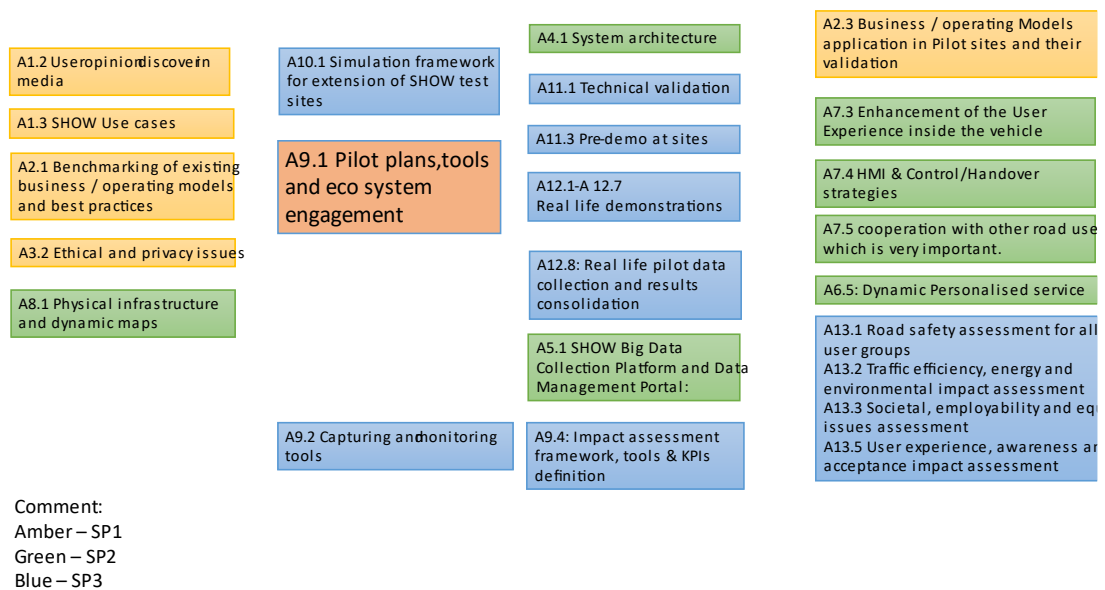 A1.2 Useropinion discover in
media
A1.3 SHOW Use cases
A2.1 Benchmarking of existing
business / operating models
and best practices
A3.2 Ethical and privacy issues
A8.1 Physical infrastructure
and dynamic maps
A10.1 Simulation framework
for extension of SHOW test
sites
A9.1 Pilot plans,tools
and eco system
engagement
A9.2 Capturing and monitoring
tools
A4.1 System architecture
A11.1 Technical validation
A11.3 Pre-demo at sites
A12.1-A 12.7
Real life demonstrations
A12.8: Real life pilot data
collection and results
consolidation
A5.1 SHOW Big Data
Collection Platform and Data
Management Portal:
A9.4: Impact assessment
framework, tools & KPIs
definition
A2.3 Business / operating Models
application in Pilot sites and their
validation
A7.3 Enhancement of the User
Experience inside the vehicle
A7.4 HMI & Control/Handover
strategies
A7.5 cooperation with other road use
which is very important.
A6.5: Dynamic Personalised service
A13.1 Road safety assessment for all
user groups
A13.2 Traffic efficiency, energy and
environmental impact assessment
A13.3 Societal, employability and equ
issues assessment
A13.5 User experience, awareness an
acceptance impact assessment
Comment:
Amber – SP1
Green – SP2
Blue – SP3